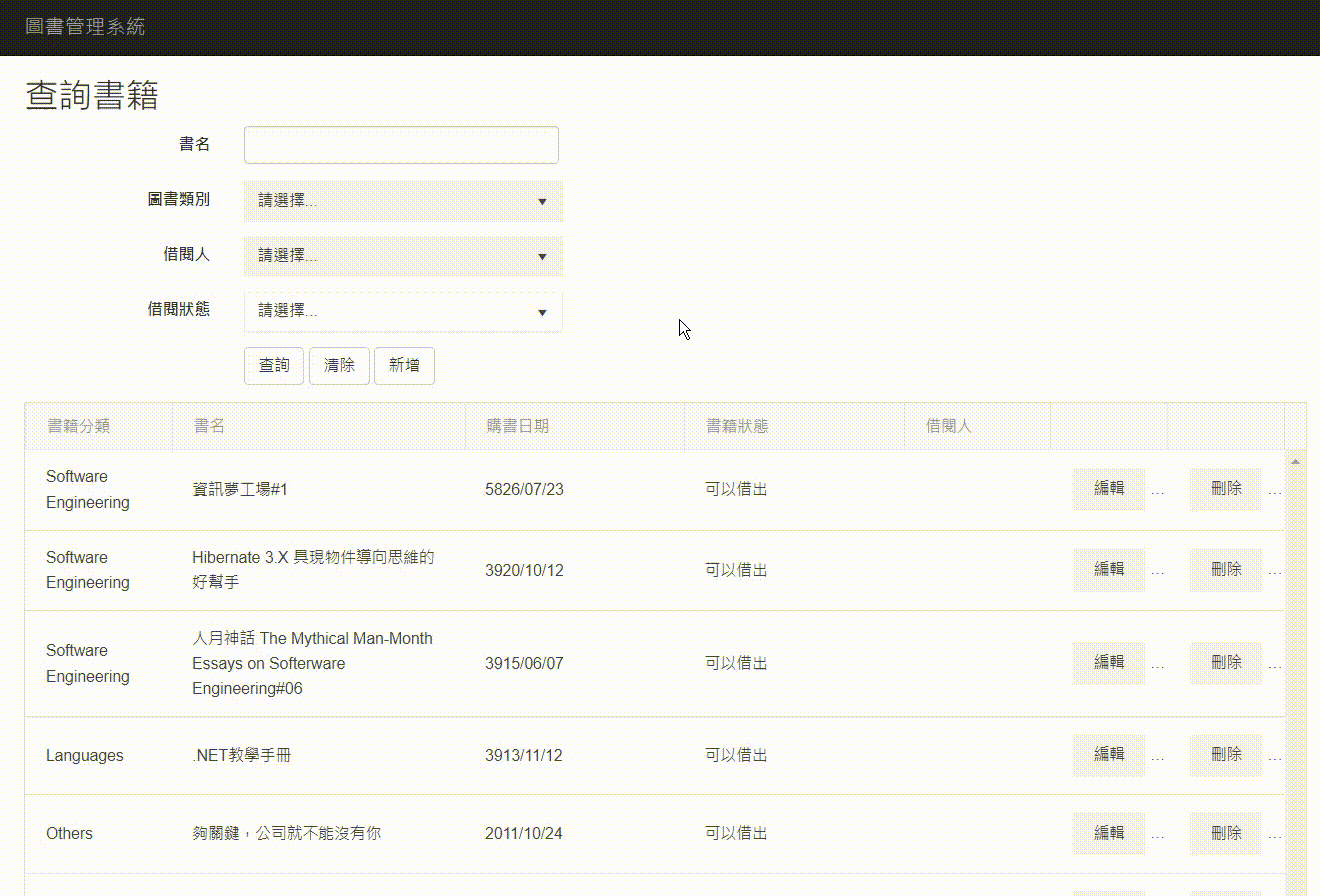 圖書管理系統
查詢書籍
書名
圖書類別 請選擇...
借閱人 請選擇...
借閱狀態 請選擇...
查詢 清除 新增
書籍分類 書名 購書日期 書籍狀態 借閱人
Software
Engineering
資訊夢工場#1
5826/07/23
可以借出
編輯 ...
刪除 ...
Software
Engineering
Hibernate 3.X 具現物件導向思維的
好幫手
3920/10/12
可以借出
編輯 ...
刪除 ...
Software
Engineering
人月神話 The Mythical Man-Month
Essays on Softerware
Engineering#06
3915/06/07
可以借出
編輯 ...
刪除 ...
Languages
.NET教學手冊
3913/11/12
可以借出
編輯 ...
刪除 ...
Others
夠關鍵，公司就不能沒有你
2011/10/24
可以借出
編輯 ...
刪除 ...